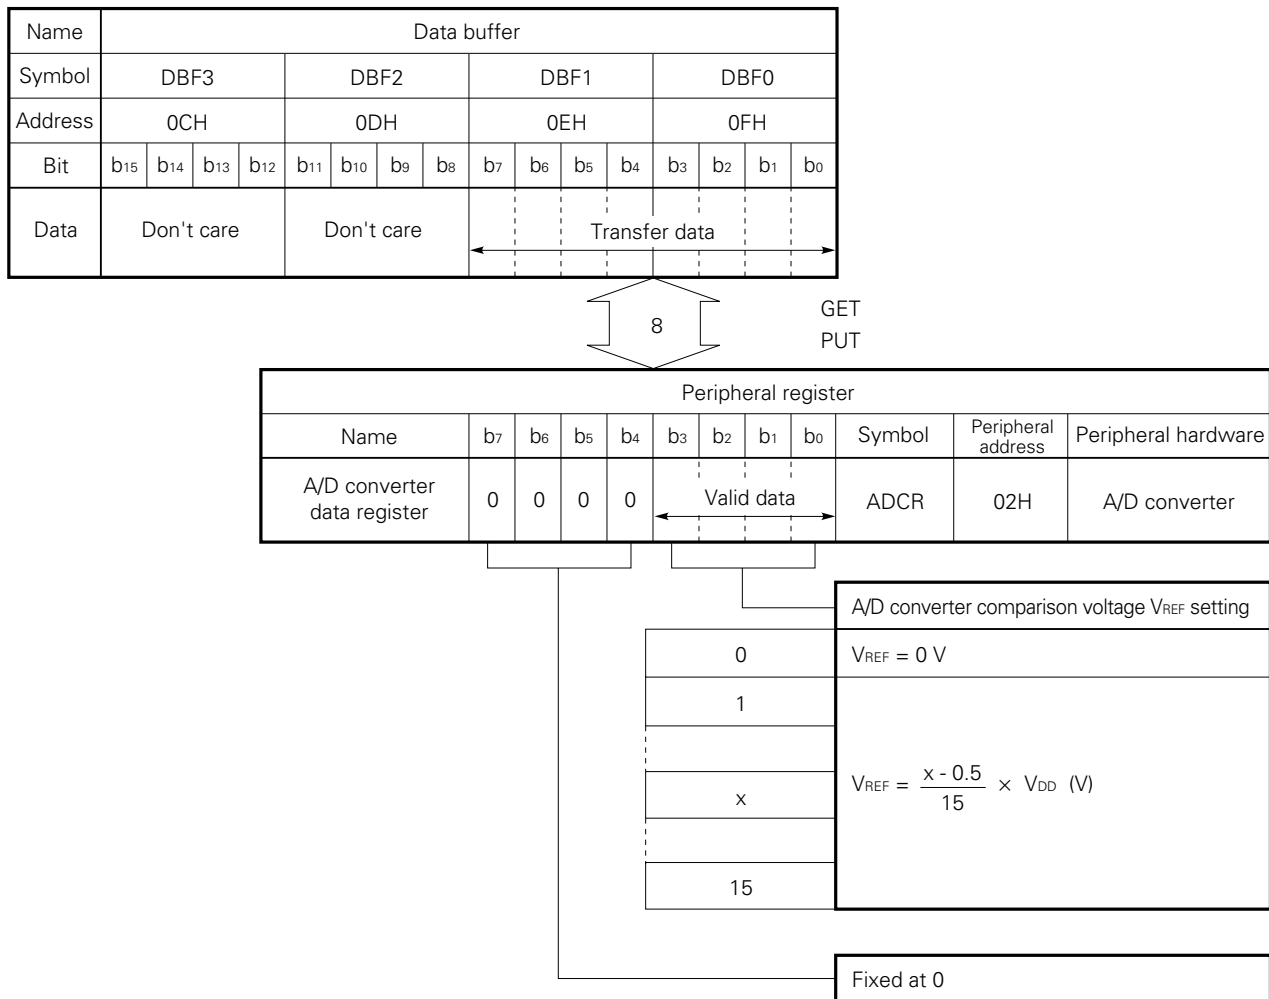 Name Data buffer
Symbol DBF3 DBF2 DBF1 DBF0
Address 0CH 0DH 0EH 0FH
Bit b15 b14 b13 b12 b11 b10 b9 b8 b7 b6 b5 b4 b3 b2 b1 b0
Data Don't care Don't care Transfer data
8
GET
PUT
Peripheral register
Name b7 b6 b5 b4 b3 b2 b1 b0 Symbol Peripheral address Peripheral hardware
A/D converter data register 0 0 0 0 Valid data ADCR 02H A/D converter
A/D converter comparison voltage VREF setting
0 VREF = 0 V
1
x VREF = x - 0.5 / 15 × VDD (V)
15
Fixed at 0